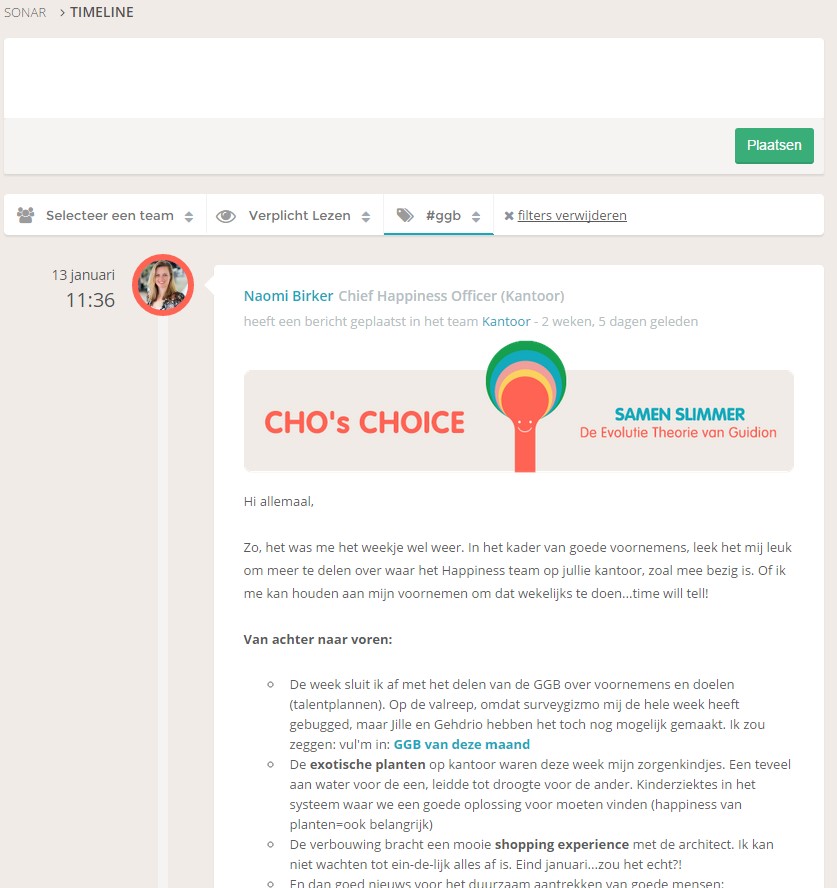 SONAR > TIMELINE
Plaatsen
Selecteer een team Verplicht Lezen #ggb × filters verwijderen
13 januari
11:36
Naomi Birker Chief Happiness Officer (Kantoor)
heeft een bericht geplaatst in het team Kantoor - 2 weken, 5 dagen geleden
CHO's CHOICE
SAMEN SLIMMER
De Evolutie Theorie van Guidion
Hi allemaal,
Zo, het was me het weekje wel weer. In het kader van goede voornemens, leek het mij leuk
om meer te delen over waar het Happiness team op jullie kantoor, zoal mee bezig is. Of ik
me kan houden aan mijn voornemen om dat wekelijks te doen...time will tell!
Van achter naar voren:
De week sluit ik af met het delen van de GGB over voornemens en doelen
(talentplannen). Op de valreep, omdat surveygizmo mij de hele week heeft
gebugged, maar Jille en Gehdrio hebben het toch nog mogelijk gemaakt. Ik zou
zeggen: vul'm in: GGB van deze maand
De exotische planten op kantoor waren deze week mijn zorgenkindjes. Een teveel
aan water voor de een, leidde tot droogte voor de ander. Kinderziektes in het
systeem waar we een goede oplossing voor moeten vinden (happiness van
planten=ook belangrijk)
De verbouwing bracht een mooie shopping experience met de architect. Ik kan
niet wachten tot ein-de-lijk alles af is. Eind januari...zou het echt?!
En dan goed nieuws voor het duurzaam aantrekken van goede mensen: